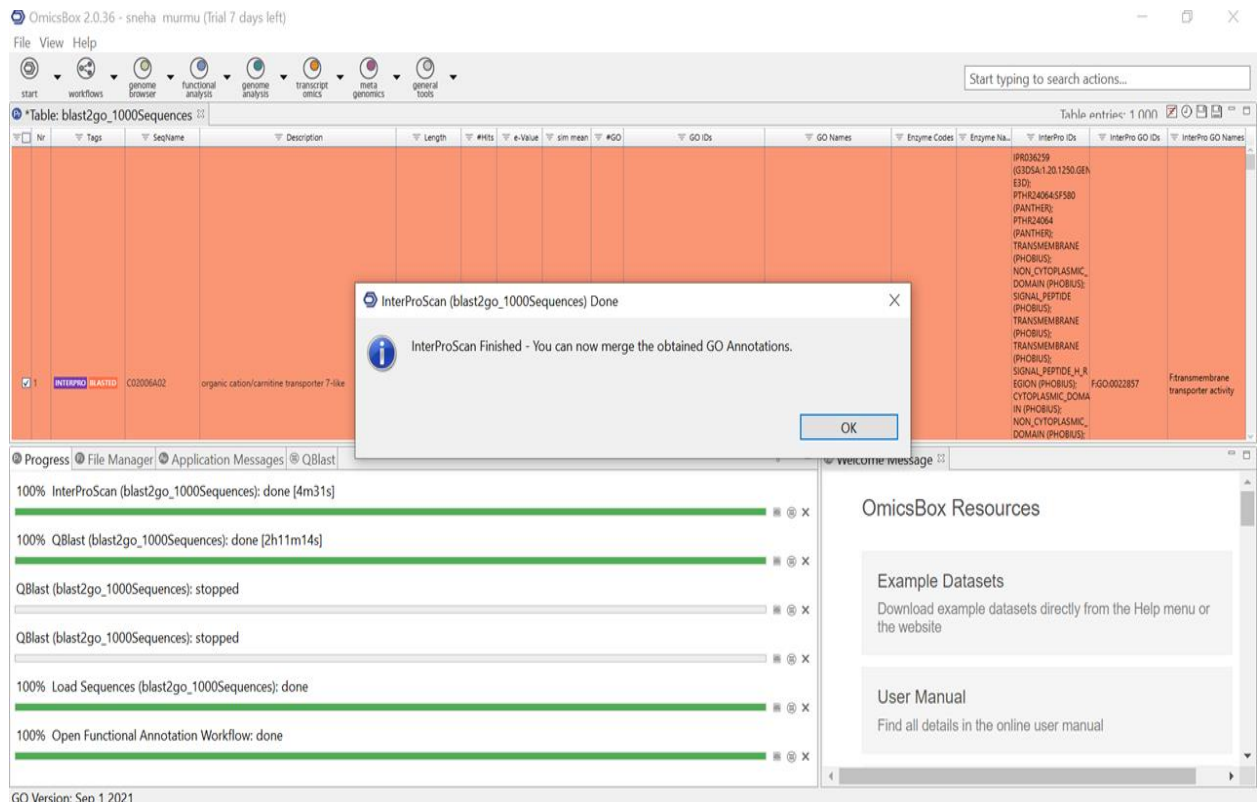 OmicsBox 2.0.36 - sneha murmu (Trial 7 days left)
File View Help
start workflows genome browser functional analysis genome analysis transcript omics meta genomics general tools
Start typing to search actions...
*Table: blast2go_1000Sequences
Table entries: 1 000
Nr Tags SeqName Description Length #Hits e-Value sim mean #GO GO IDs GO Names Enzyme Codes Enzyme Na... InterPro IDs InterPro GO IDs InterPro GO Names
IPR036259
(G3DSA:1.20.1250.GEN
E3D);
PTHR24064:SF580
(PANTHER);
PTHR24064
(PANTHER);
TRANSMEMBRANE
(PHOBIUS);
NON_CYTOPLASMIC_
DOMAIN (PHOBIUS);
SIGNAL_PEPTIDE
(PHOBIUS);
TRANSMEMBRANE
(PHOBIUS);
TRANSMEMBRANE
(PHOBIUS);
SIGNAL_PEPTIDE_H_R
EGION (PHOBIUS);
CYTOPLASMIC_DOMA
IN (PHOBIUS);
NON_CYTOPLASMIC_
DOMAIN (PHOBIUS);
1 INTERPRO BLASTED C02006A02 organic cation/carnitine transporter 7-like
F:GO:0022857
F:transmembrane
transporter activity
InterProScan (blast2go_1000Sequences) Done
InterProScan Finished - You can now merge the obtained GO Annotations.
OK
Progress File Manager Application Messages QBlast
100% InterProScan (blast2go_1000Sequences): done [4m31s]
100% QBlast (blast2go_1000Sequences): done [2h11m14s]
QBlast (blast2go_1000Sequences): stopped
QBlast (blast2go_1000Sequences): stopped
100% Load Sequences (blast2go_1000Sequences): done
100% Open Functional Annotation Workflow: done
Welcome Message
OmicsBox Resources
Example Datasets
Download example datasets directly from the Help menu or
the website
User Manual
Find all details in the online user manual
GO Version: Sep 1 2021